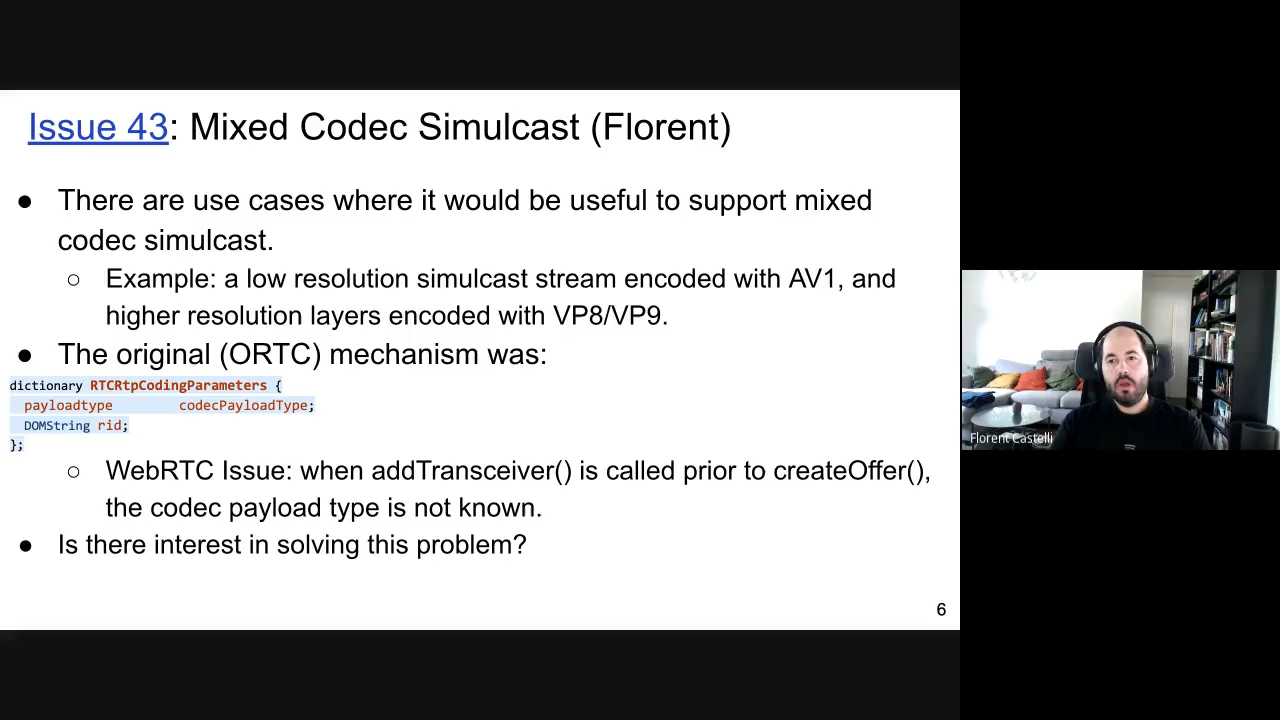 Issue 43: Mixed Codec Simulcast (Florent)
● There are use cases where it would be useful to support mixed
codec simulcast.
○ Example: a low resolution simulcast stream encoded with AV1, and
higher resolution layers encoded with VP8/VP9.
● The original (ORTC) mechanism was:
dictionary RTCRtpCodingParameters {
payloadtype codecPayloadType;
DOMString rid;
};
○ WebRTC Issue: when addTransceiver() is called prior to createOffer(),
the codec payload type is not known.
● Is there interest in solving this problem?
6
Florent Castelli